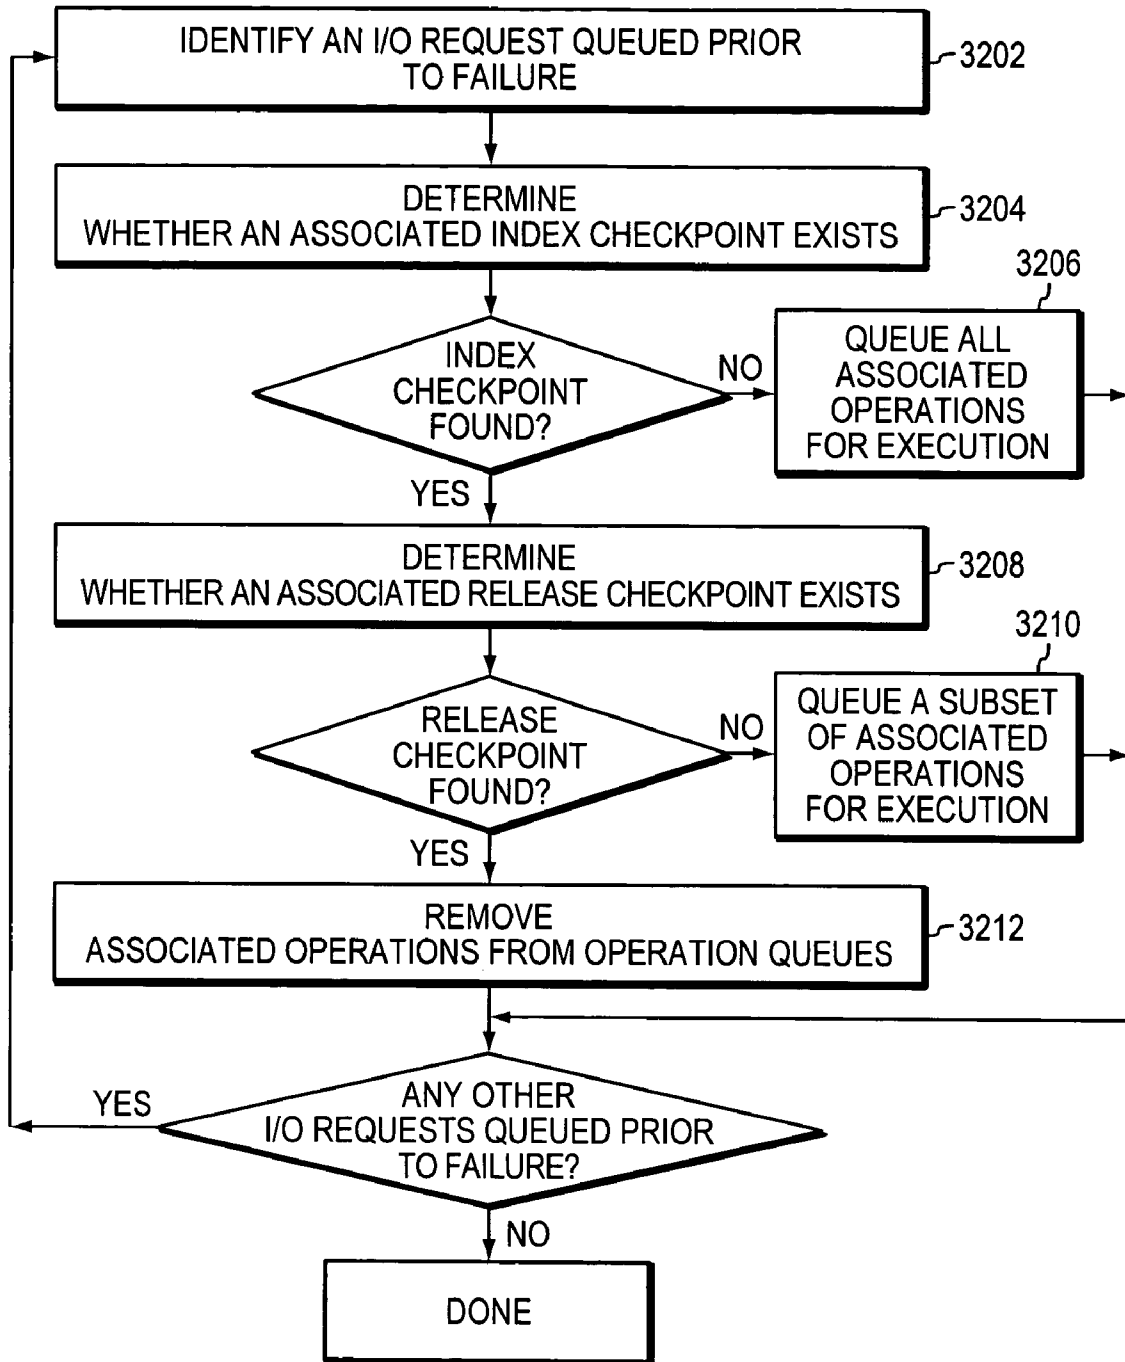 IDENTIFY AN I/O REQUEST QUEUED PRIOR
TO FAILURE
3202
DETERMINE
WHETHER AN ASSOCIATED INDEX CHECKPOINT EXISTS
3204
3206
INDEX
CHECKPOINT
FOUND?
NO
QUEUE ALL
ASSOCIATED
OPERATIONS
FOR EXECUTION
YES
DETERMINE
WHETHER AN ASSOCIATED RELEASE CHECKPOINT EXISTS
3208
3210
RELEASE
CHECKPOINT
FOUND?
NO
QUEUE A SUBSET
OF ASSOCIATED
OPERATIONS
FOR EXECUTION
YES
REMOVE
ASSOCIATED OPERATIONS FROM OPERATION QUEUES
3212
ANY OTHER
I/O REQUESTS QUEUED PRIOR
TO FAILURE?
YES
NO
DONE